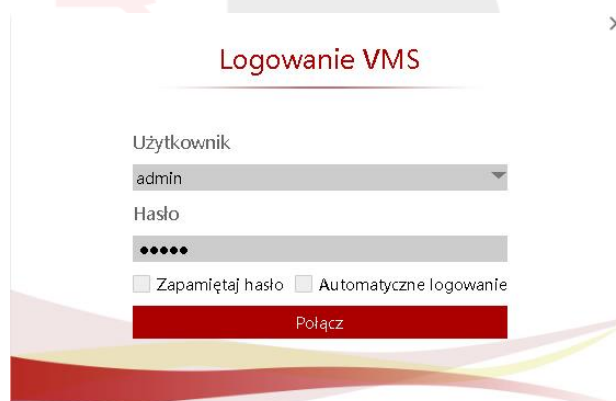 Logowanie VMS
Użytkownik
admin
Hasło
●●●●●
Zapamiętaj hasło Automatyczne logowanie
Połącz